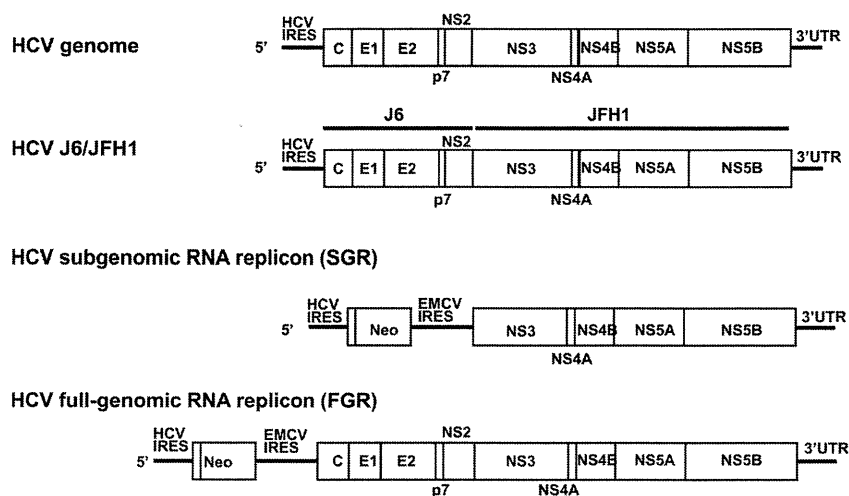 HCV genome
5’
HCV
IRES
C E1 E2
p7
NS2
NS3
NS4A
NS4B NS5A NS5B
3’UTR
HCV J6/JFH1
J6 JFH1
5’
HCV
IRES
C E1 E2
p7
NS2
NS3
NS4A
NS4B NS5A NS5B
3’UTR
HCV subgenomic RNA replicon (SGR)
5’
HCV
IRES
Neo
EMCV
IRES
NS3
NS4A
NS4B NS5A NS5B
3’UTR
HCV full-genomic RNA replicon (FGR)
5’
HCV
IRES
Neo
EMCV
IRES
C E1 E2
p7
NS2
NS3
NS4A
NS4B NS5A NS5B
3’UTR